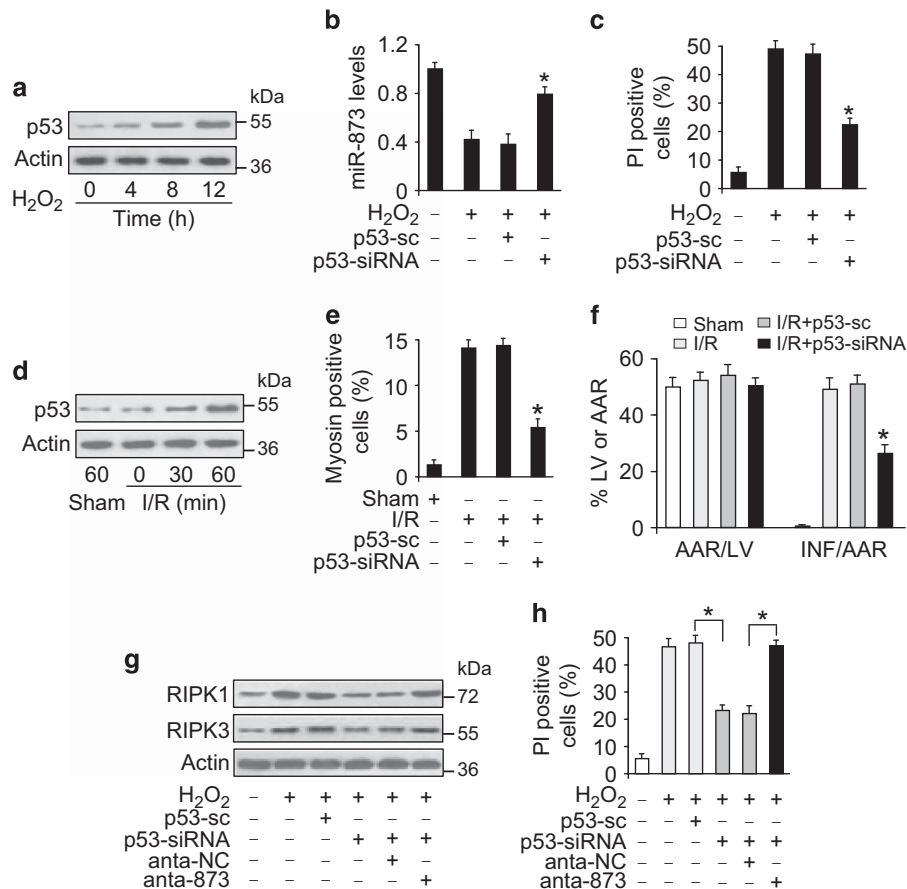 a
kDa
p53
55
Actin
36
H2O2
0 4 8 12
Time (h)
b
miR-873 levels
1.2
0.8
0.4
0
*
H2O2 – + + +
p53-sc – – + –
p53-siRNA – – – +
c
PI positive
cells (%)
50
40
30
20
10
0
*
H2O2 – + + +
p53-sc – – + –
p53-siRNA – – – +
d
kDa
p53
55
Actin
36
60 0 30 60
Sham I/R (min)
e
Myosin positive
cells (%)
15
10
5
0
*
Sham + – – –
I/R – + + +
p53-sc – – + –
p53-siRNA – – – +
f
Sham
I/R
I/R+p53-sc
I/R+p53-siRNA
% LV or AAR
60
40
20
0
*
AAR/LV INF/AAR
g
kDa
RIPK1
72
RIPK3
55
Actin
36
H2O2 – + + + + +
p53-sc – – + – – –
p53-siRNA – – – + + +
anta-NC – – – – + –
anta-873 – – – – – +
h
PI positive
cells (%)
50
40
30
20
10
0
* *
H2O2 – + + + + +
p53-sc – – + – – –
p53-siRNA – – – + + +
anta-NC – – – – + –
anta-873 – – – – – +